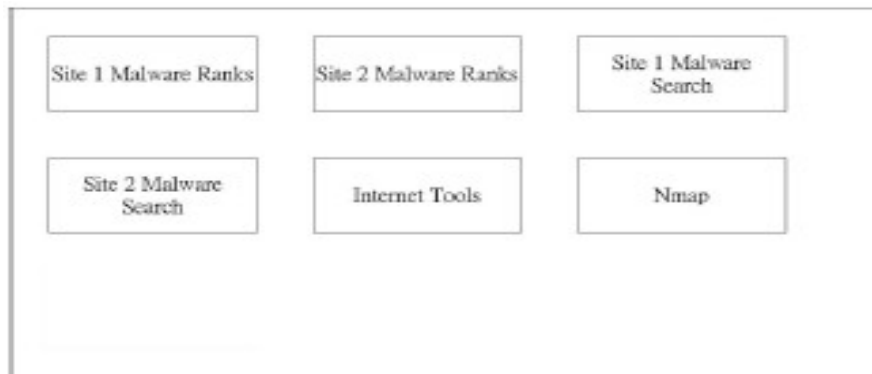 Site 1 Malware Ranks
Site 2 Malware Ranks
Site 1 Malware
Search
Site 2 Malware
Search
Internet Tools
Nmap